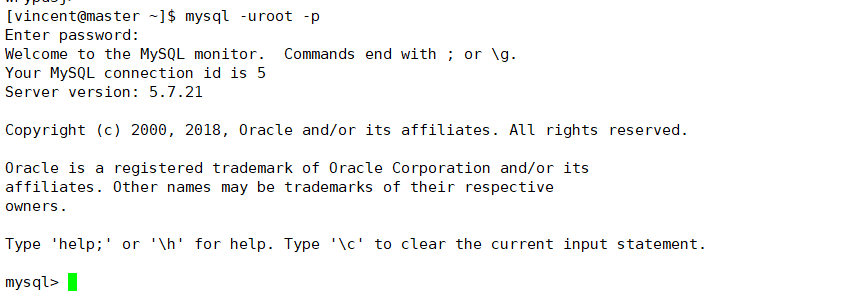 [vincent@master ~]$ mysql -uroot -p
Enter password:
Welcome to the MySQL monitor.  Commands end with ; or \g.
Your MySQL connection id is 5
Server version: 5.7.21
Copyright (c) 2000, 2018, Oracle and/or its affiliates. All rights reserved.
Oracle is a registered trademark of Oracle Corporation and/or its
affiliates. Other names may be trademarks of their respective
owners.
Type 'help;' or '\h' for help. Type '\c' to clear the current input statement.
mysql>